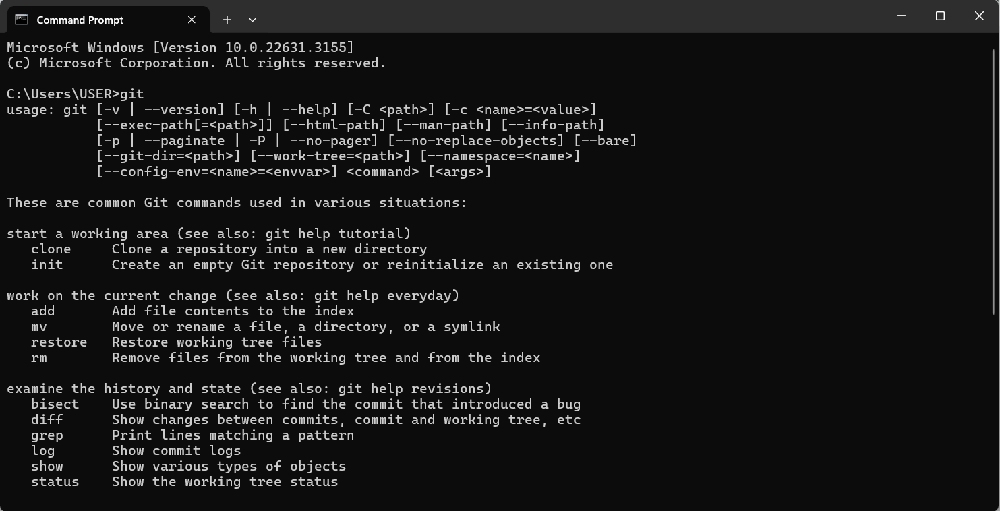 Command Prompt
Microsoft Windows [Version 10.0.22631.3155]
(c) Microsoft Corporation. All rights reserved.
C:\Users\USER>git
usage: git [-v | --version] [-h | --help] [-C <path>] [-c <name>=<value>]
           [--exec-path[=<path>]] [--html-path] [--man-path] [--info-path]
           [-p | --paginate | -P | --no-pager] [--no-replace-objects] [--bare]
           [--git-dir=<path>] [--work-tree=<path>] [--namespace=<name>]
           [--config-env=<name>=<envvar>] <command> [<args>]
These are common Git commands used in various situations:
start a working area (see also: git help tutorial)
   clone     Clone a repository into a new directory
   init      Create an empty Git repository or reinitialize an existing one
work on the current change (see also: git help everyday)
   add       Add file contents to the index
   mv        Move or rename a file, a directory, or a symlink
   restore   Restore working tree files
   rm        Remove files from the working tree and from the index
examine the history and state (see also: git help revisions)
   bisect    Use binary search to find the commit that introduced a bug
   diff      Show changes between commits, commit and working tree, etc
   grep      Print lines matching a pattern
   log       Show commit logs
   show      Show various types of objects
   status    Show the working tree status